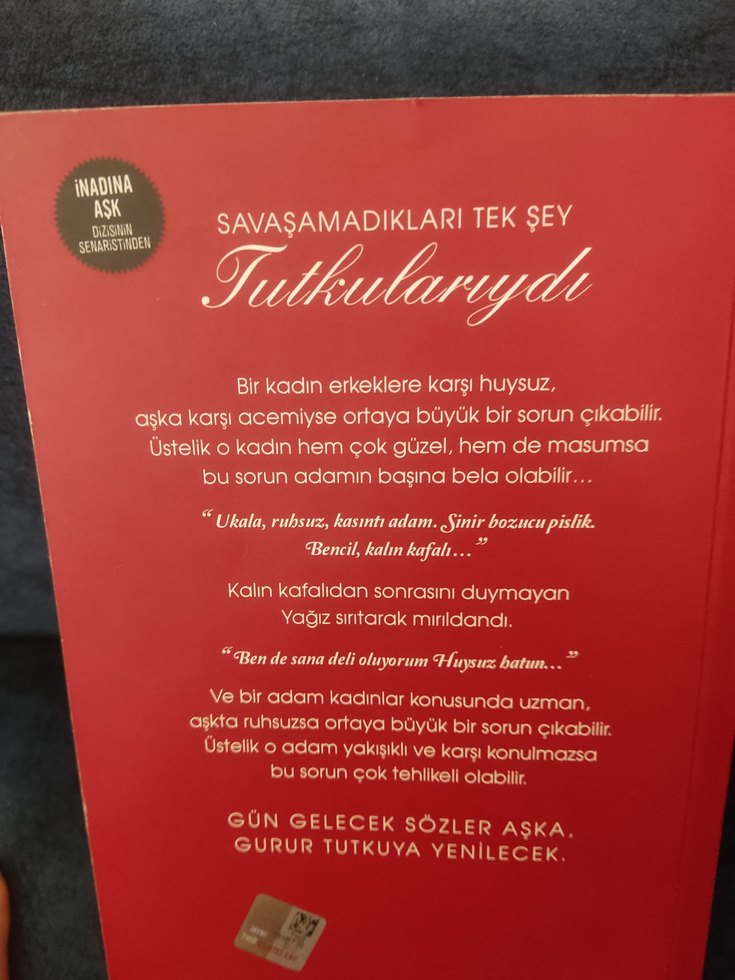 İNADINA
AŞK
DİZİSİNİN
SENARİSTİNDEN
SAVAŞAMADIKLARI TEK ŞEY
Tutkularıydı
Bir kadın erkeklere karşı huysuz,
aşka karşı acemiyse ortaya büyük bir sorun çıkabilir.
Üstelik o kadın hem çok güzel, hem de masumsa
bu sorun adamın başına bela olabilir...
“Ukala, ruhsuz, kasıntı adam. Sinir bozucu pislik.
Bencil, kalın kafalı...”
Kalın kafalıdan sonrasını duymayan
Yağız sırıtarak mırıldandı.
“Ben de sana deli oluyorum Huysuz hatun...”
Ve bir adam kadınlar konusunda uzman,
aşkta ruhsuzsa ortaya büyük bir sorun çıkabilir.
Üstelik o adam yakışıklı ve karşı konulmazsa
bu sorun çok tehlikeli olabilir.
GÜN GELECEK SÖZLER AŞKA,
GURUR TUTKUYA YENİLECEK.